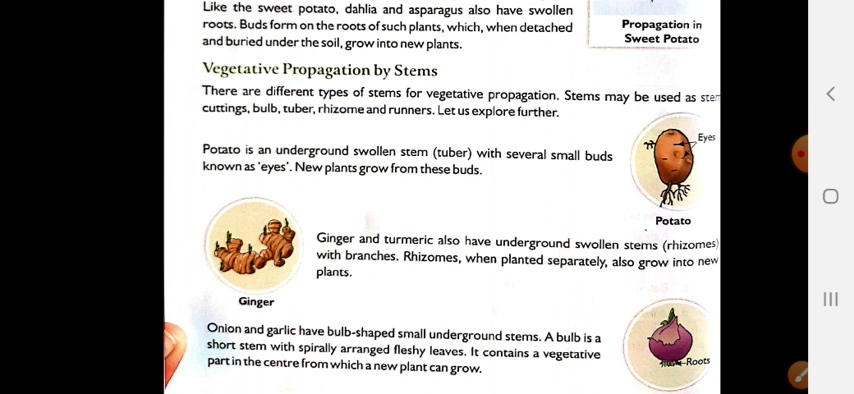 Like the sweet potato, dahlia and asparagus also have swollen
roots. Buds form on the roots of such plants, which, when detached
and buried under the soil, grow into new plants.
Propagation in
Sweet Potato
Vegetative Propagation by Stems
There are different types of stems for vegetative propagation. Stems may be used as stem
cuttings, bulb, tuber, rhizome and runners. Let us explore further.
Eyes
Potato is an underground swollen stem (tuber) with several small buds
known as 'eyes'. New plants grow from these buds.
Potato
Ginger and turmeric also have underground swollen stems (rhizomes)
with branches. Rhizomes, when planted separately, also grow into new
plants.
Ginger
Onion and garlic have bulb-shaped small underground stems. A bulb is a
short stem with spirally arranged fleshy leaves. It contains a vegetative
part in the centre from which a new plant can grow.
Roots